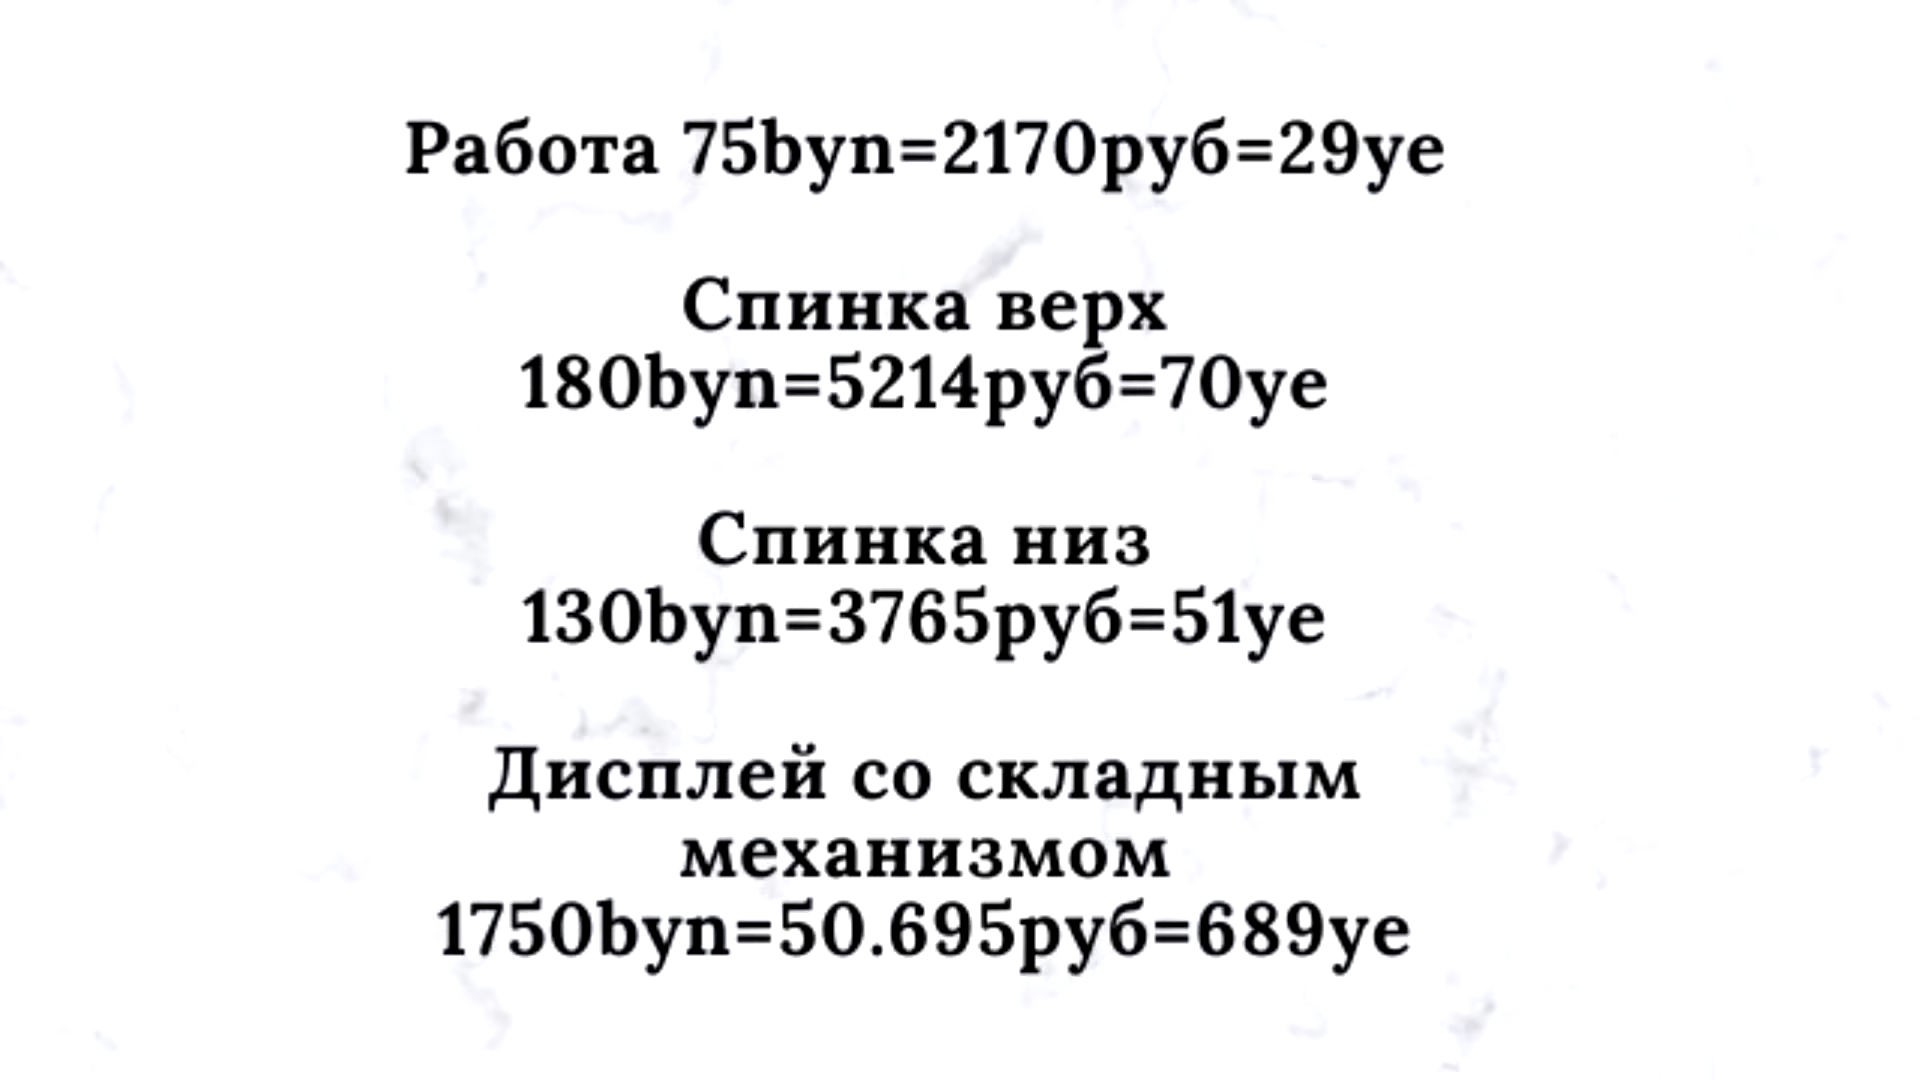 Работа 75byn=2170руб=29уе
Спинка верх
180byn=5214руб=70уе
Спинка низ
130byn=3765руб=51уе
Дисплей со складным
механизмом
1750byn=50.695руб=689уе